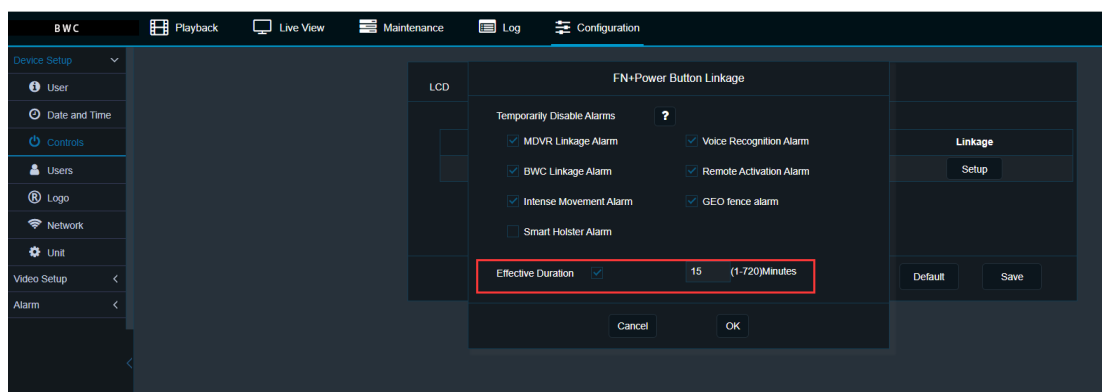 BWC Playback Live View Maintenance Log Configuration
Device Setup
User
Date and Time
Controls
Users
Logo
Network
Unit
Video Setup
Alarm
LCD
FN+Power Button Linkage
Temporarily Disable Alarms ?
MDVR Linkage Alarm Voice Recognition Alarm
BWC Linkage Alarm Remote Activation Alarm
Intense Movement Alarm GEO fence alarm
Smart Holster Alarm
Effective Duration 15 (1-720)Minutes
Cancel OK
Linkage
Setup
Default Save